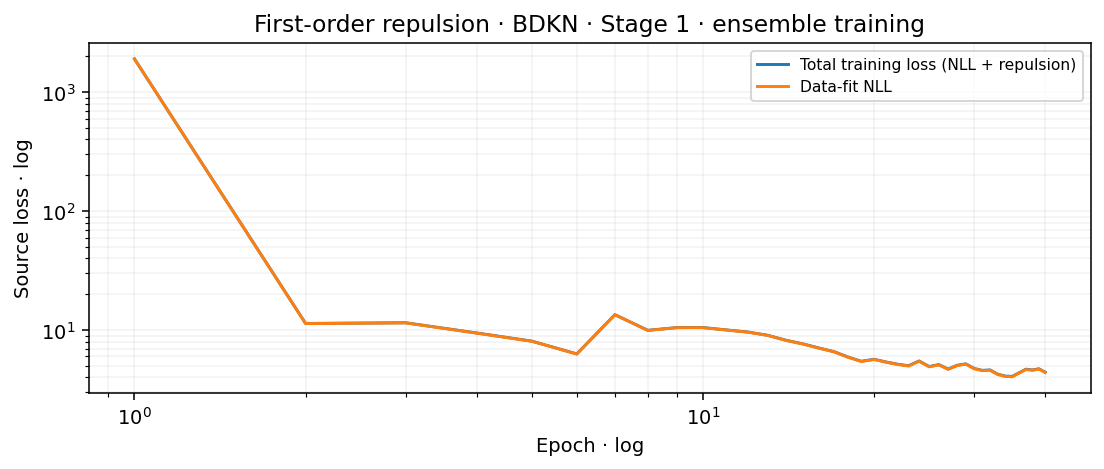 First-order repulsion · BDKN · Stage 1 · ensemble training
Total training loss (NLL + repulsion)
Data-fit NLL
Source loss · log
10³
10²
10¹
10⁰
10¹
Epoch · log